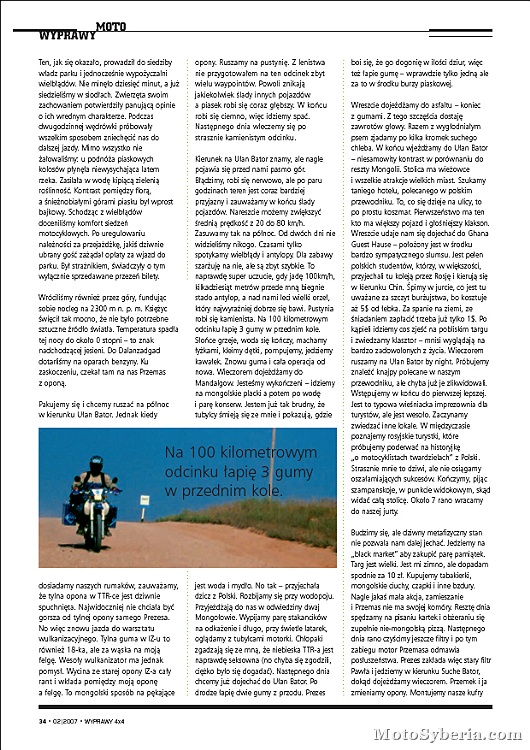 MOTO
WYPRAWY
Ten, jak się okazało, prowadził do siedziby
władz parku i jednocześnie wypożyczalni
wielbłądów. Nie minęło dziesięć minut, a już
siedzieliśmy w siodłach. Zwierzęta swoim
zachowaniem potwierdziły panującą opinie
o ich wrednym charakterze. Podczas
dwugodzinnej wędrówki próbowały
wszelkim sposobem zniechęcić nas do
dalszej jazdy. Mimo wszystko nie
żałowaliśmy: u podnóża piaskowych
kolosów płynęła niewysychająca latem
rzeka. Zasilała w wodę kipiącą zielenią
roślinność. Kontrast pomiędzy florą,
a śnieżnobiałymi górami piasku był wprost
bajkowy. Schodząc z wielbłądów
doceniliśmy komfort siedzeń
motocyklowych. Po uregulowaniu
należności za przejażdżkę, jakiś dziwnie
ubrany gość zażądał opłaty za wjazd do
parku. Był strażnikiem, świadczyły o tym
wyłącznie sprzedawane przezeń bilety.
Wróciliśmy również przez góry, fundując
sobie nocleg na 2300 m n. p. m. Księżyc
świecił tak mocno, że nie było potrzebne
sztuczne źródło światła. Temperatura spadła
tej nocy do około 0 stopni – to znak
nadchodzącej jesieni. Do Dalanzadgad
dotarliśmy na oparach benzyny. Ku
zaskoczeniu, czekał tam na nas Przemas
z oponą.
Pakujemy się i chcemy ruszać na północ
w kierunku Ułan Bator. Jednak kiedy
dosiadamy naszych rumaków, zauważamy,
że tylna opona w TTR-ce jest dziwnie
spuchnięta. Najwidoczniej nie chciała być
gorsza od tylnej opony samego Prezesa.
No więc znowu jazda do warsztatu
wulkanizacyjnego. Tylna guma w IZ-u to
również 18-ka, ale za wąska na moją
felgę. Wesoły wulkanizator ma jednak
pomysł. Wycina ze starej opony IZ-a cały
rant i wkłada pomiędzy moją oponę
a felgę. To mongolski sposób na pękające
opony. Ruszamy na pustynię. Z lenistwa
nie przygotowałem na ten odcinek zbyt
wielu waypointów. Powoli znikają
jakiekolwiek ślady innych pojazdów
a piasek robi się coraz głębszy. W końcu
robi się ciemno, więc idziemy spać.
Następnego dnia wleczemy się po
strasznie kamienistym odcinku.
Kierunek na Ułan Bator znamy, ale nagle
pojawia się przed nami pasmo gór.
Błądzimy, robi się nerwowo, ale po paru
godzinach teren jest coraz bardziej
przyjazny i zauważamy w końcu ślady
pojazdów. Nareszcie możemy zwiększyć
średnią prędkość z 20 do 80 km/h.
Zasuwamy tak na północ. Od dwóch dni nie
widzieliśmy nikogo. Czasami tylko
spotykamy wielbłądy i antylopy. Dla zabawy
szarżuję na nie, ale są zbyt szybkie. To
naprawdę super uczucie, gdy jadę 100km/h,
kilkadziesiąt metrów przede mną biegnie
stado antylop, a nad nami leci wielki orzeł,
który najwyraźniej dobrze się bawi. Pustynia
robi się kamienista. Na 100 kilometrowym
odcinku łapię 3 gumy w przednim kole.
Słońce grzeje, woda się kończy, machamy
łyżkami, kleimy dętki, pompujemy, jedziemy
kawałek. Znowu guma i cała operacja od
nowa. Wieczorem dojeżdżamy do
Mandalgow. Jesteśmy wykończeni – idziemy
na mongolskie placki a potem po wodę
i parę konserw. Jestem już tak brudny, że
tubylcy śmieją się ze mnie i pokazują, gdzie
jest woda i mydło. No tak – przyjechała
dzicz z Polski. Rozbijamy się przy wodopoju.
Przyjeżdżają do nas w odwiedziny dwaj
Mongołowie. Wypijamy parę stakanczików
na odkażenie i długo, przy świetle latarek,
oglądamy z tubylcami motorki. Chłopaki
zgadzają się ze mną, że niebieska TTR-a jest
naprawdę seksowna (no chyba się zgodzili,
ciężko było się dogadać). Następnego dnia
chcemy już dojechać do Ułan Bator. Po
drodze łapię dwie gumy z przodu. Prezes
boi się, że go dogonię w ilości dziur, więc
też łapie gumę – wprawdzie tylko jedną ale
za to w środku burzy piaskowej.
Wreszcie dojeżdżamy do asfaltu – koniec
z gumami. Z tego szczęścia dostaję
zawrotów głowy. Razem z wygłodniałym
psem zjadamy po kilka kromek suchego
chleba. W końcu wjeżdżamy do Ułan Bator
– niesamowity kontrast w porównaniu do
reszty Mongolii. Stolica ma wieżowce
i wszelkie atrakcje wielkich miast. Szukamy
taniego hotelu, polecanego w polskim
przewodniku. To, co się dzieje na ulicy, to
po prostu koszmar. Pierwszeństwo ma ten
kto ma większy pojazd i głośniejszy klakson.
Wreszcie udaje nam się dojechać do Ghana
Guest Hause – położony jest w środku
bardzo sympatycznego slumsu. Jest pełen
polskich studentów, którzy, w większości,
przyjechali tu koleją przez Rosję i kierują się
w kierunku Chin. Śpimy w jurcie, co jest tu
uważane za szczyt burżujstwa, bo kosztuje
aż 5$ od łebka. Za spanie na ziemi, ze
śniadaniem zapłacić trzeba już tylko 1$. Po
kąpieli idziemy cos zjeść na pobliskim targu
i zwiedzamy klasztor – mnisi wyglądają na
bardzo zadowolonych z życia. Wieczorem
ruszamy na Ułan Bator by night. Próbujemy
znaleźć knajpy polecane w naszym
przewodniku, ale chyba już je zlikwidowali.
Wstępujemy w końcu do pierwszej lepszej.
Jest to typowa wieśniacka imprezownia dla
turystów, ale jest wesoło. Zaczynamy
zwiedzać inne lokale. W międzyczasie
poznajemy rosyjskie turystki, które
próbujemy poderwać na historyjkę
„o motocyklistach twardzielach” z Polski.
Strasznie mnie to dziwi, ale nie osiągamy
oszałamiających sukcesów. Kończymy, pijąc
szampanskoje, w punkcie widokowym, skąd
widać całą stolicę. Około 7 rano wracamy
do naszej jurty.
Budzimy się, ale dziwny metafizyczny stan
nie pozwala nam dalej jechać. Jedziemy na
„black market” aby zakupić parę pamiątek.
Targ jest wielki. Jest mi zimno, ale dopadam
spodnie za 10 zł. Kupujemy tabakierki,
mongolskie duchy, czapki i inne bzdury.
Nagle jakaś mała akcja, zamieszanie
i Przemas nie ma swojej komóry. Resztę dnia
spędzamy na pisaniu kartek i obżeraniu się
zupełnie nie-mongolską pizzą. Następnego
dnia rano czyścimy jeszcze filtry i po tym
zabiegu motor Przemasa odmawia
posłuszeństwa. Prezes zakłada więc stary filtr
Pawła i jedziemy w kierunku Suche Bator,
dokąd dojeżdżamy wieczorem. Przemek i ja
zmieniamy opony. Montujemy nasze kufry
Na 100 kilometrowym
odcinku łapię 3 gumy
w przednim kole.
34 • 02|2007 • WYPRAWY 4x4
MotoSyberia.com